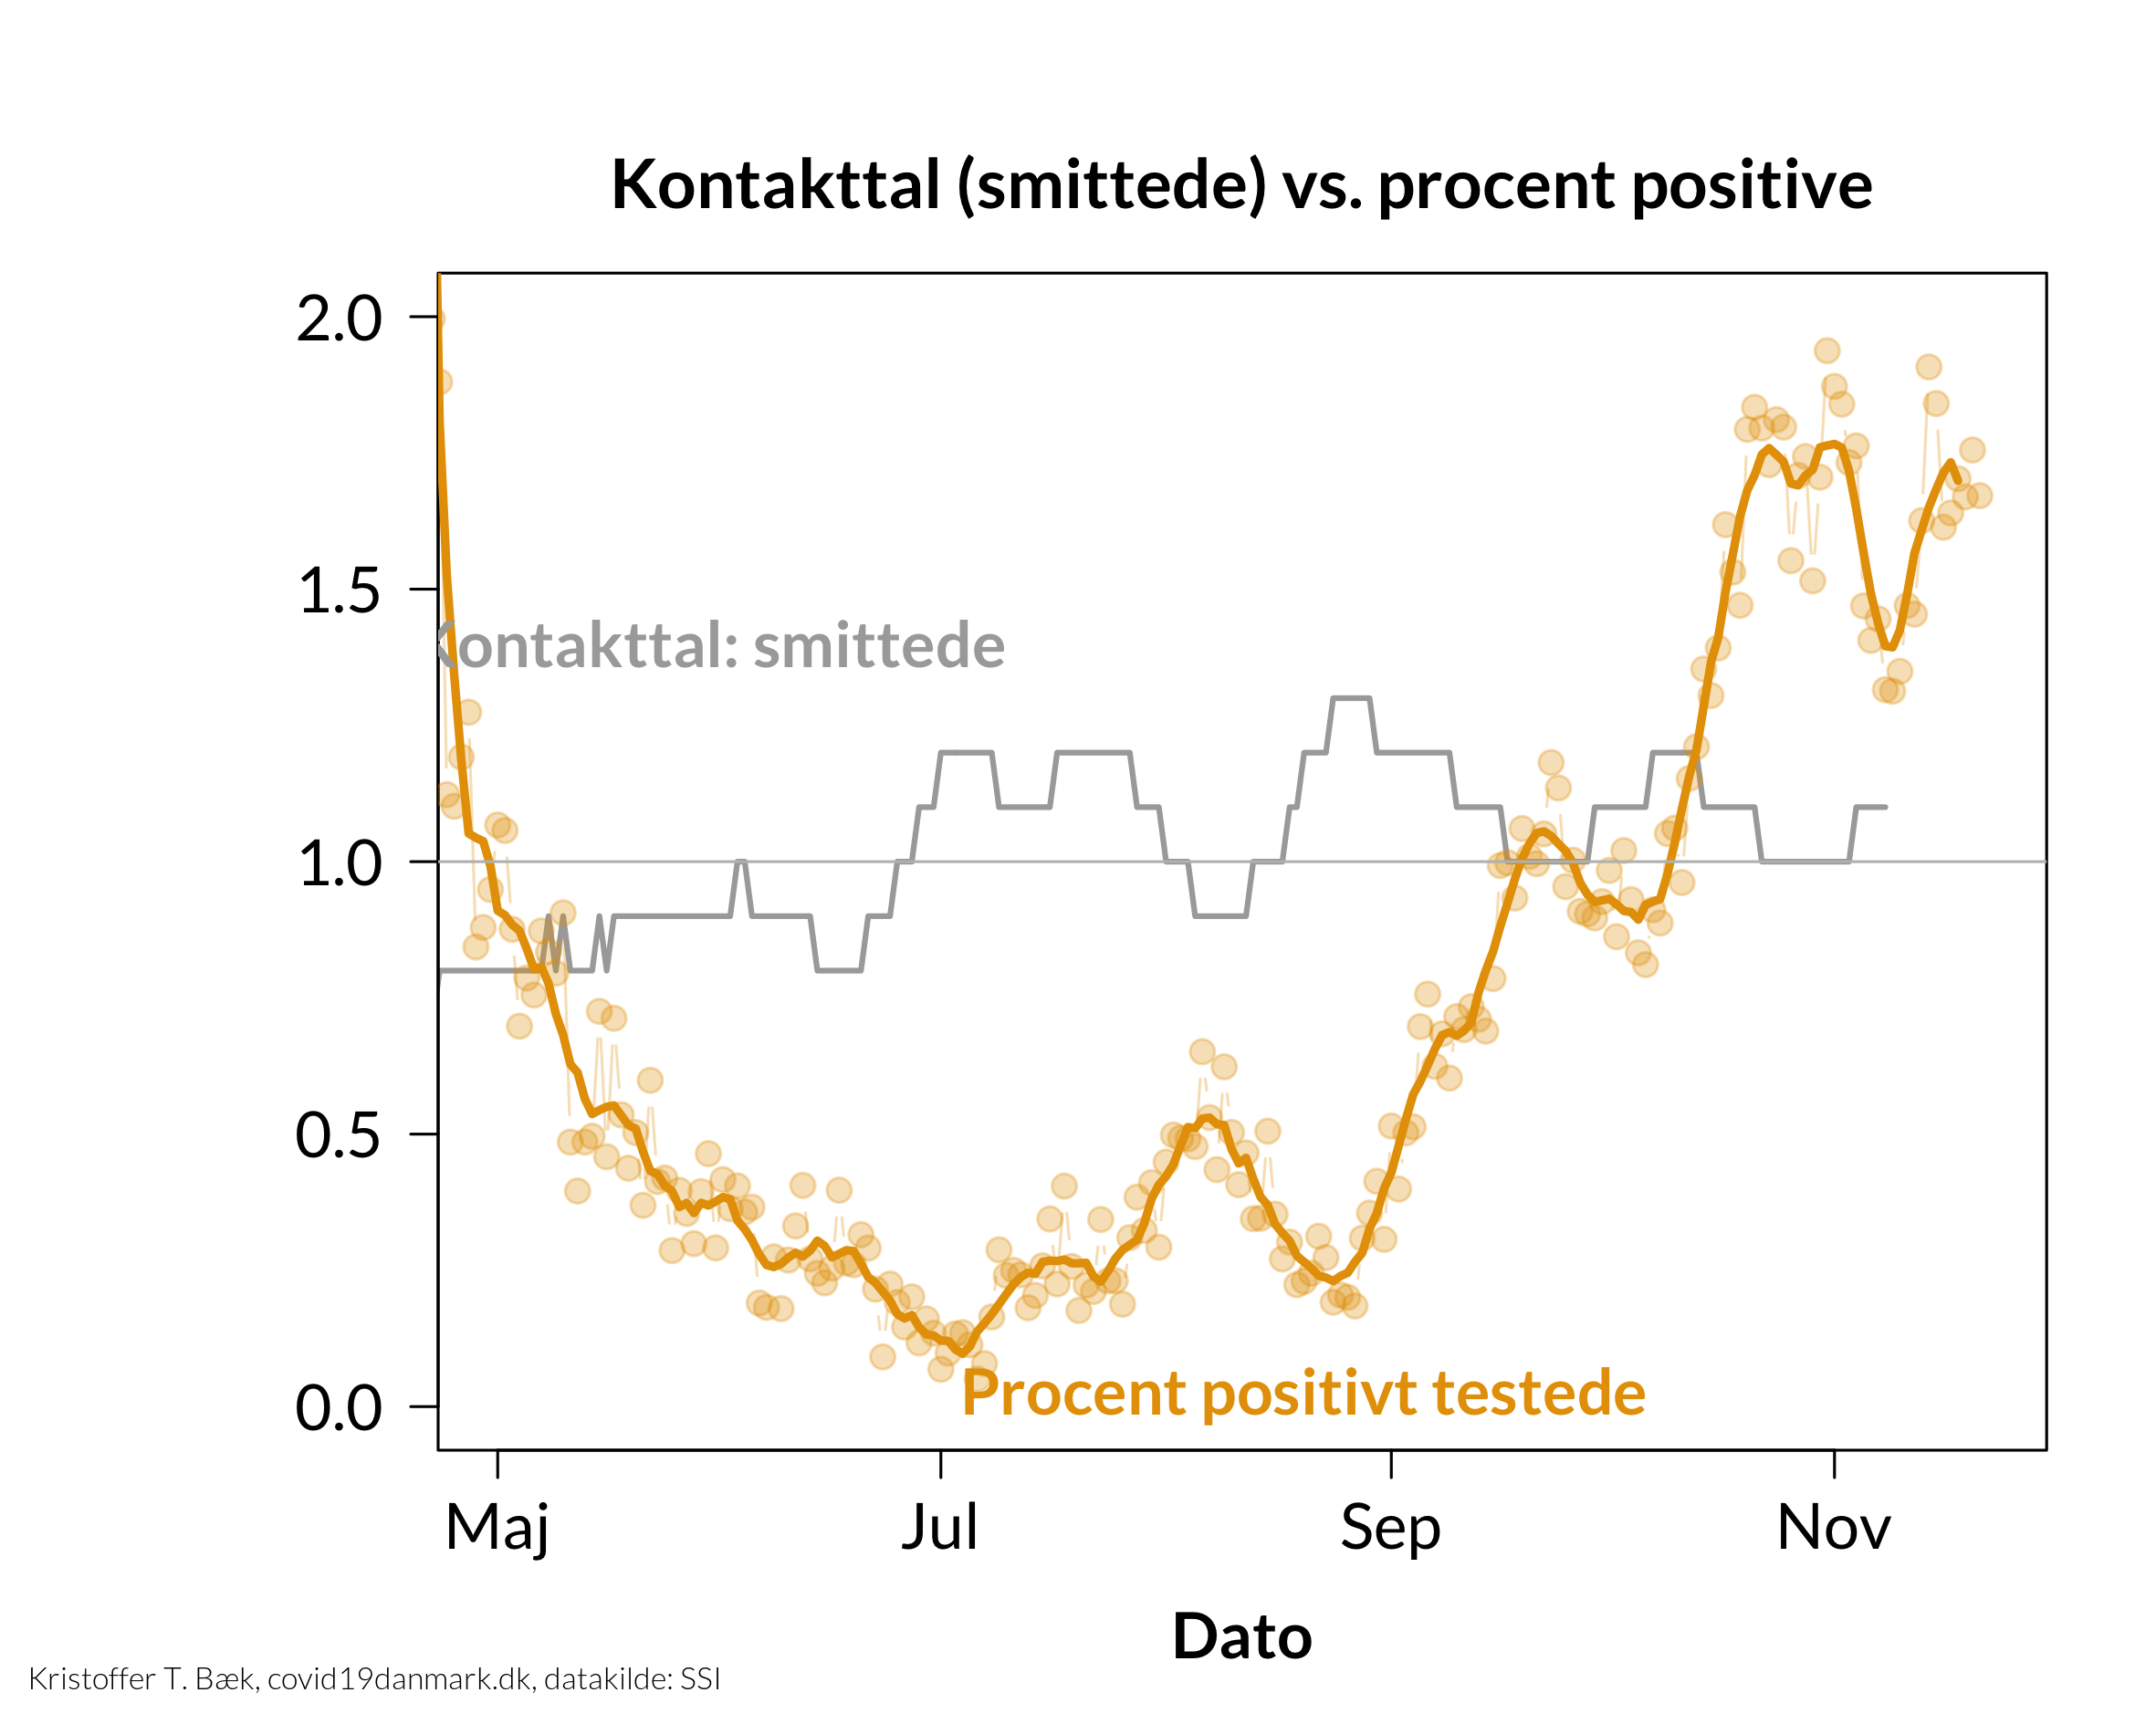 Kontakttal (smittede) vs. procent positive
2.0
1.5
Kontakttal: smittede
1.0
0.5
0.0
Procent positivt testede
Maj Jul Sep Nov
Dato
Kristoffer T. Bæk, covid19danmark.dk, datakilde: SSI